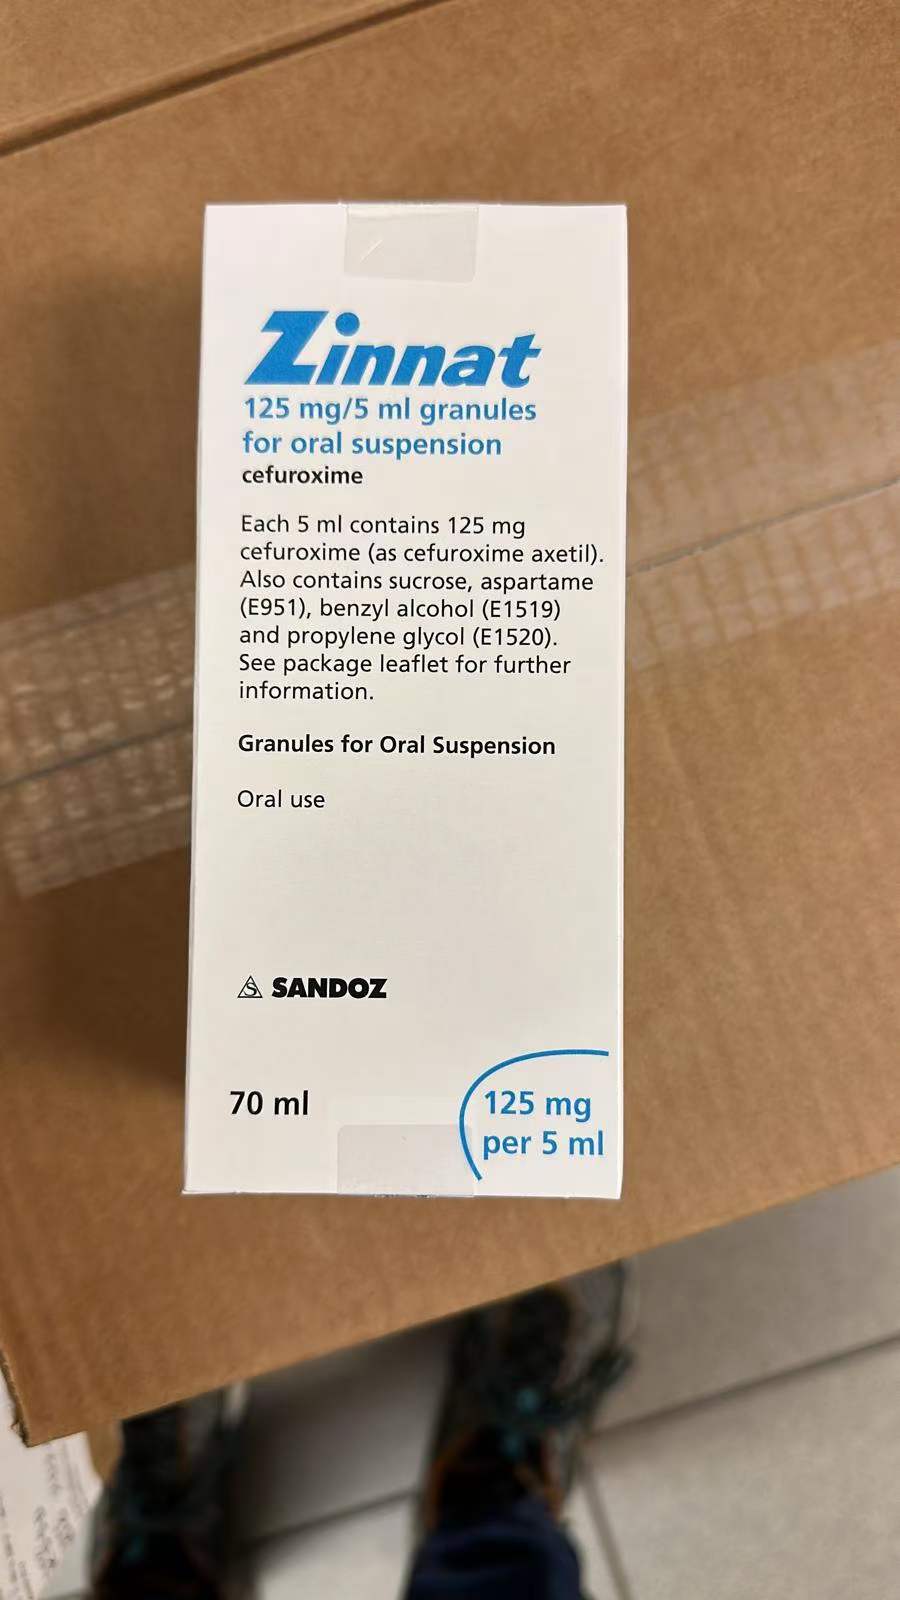 Zinnat
125 mg/5 ml granules
for oral suspension
cefuroxime
Each 5 ml contains 125 mg
cefuroxime (as cefuroxime axetil).
Also contains sucrose, aspartame
(E951), benzyl alcohol (E1519)
and propylene glycol (E1520).
See package leaflet for further
information.
Granules for Oral Suspension
Oral use
SANDOZ
70 ml
125 mg
per 5 ml